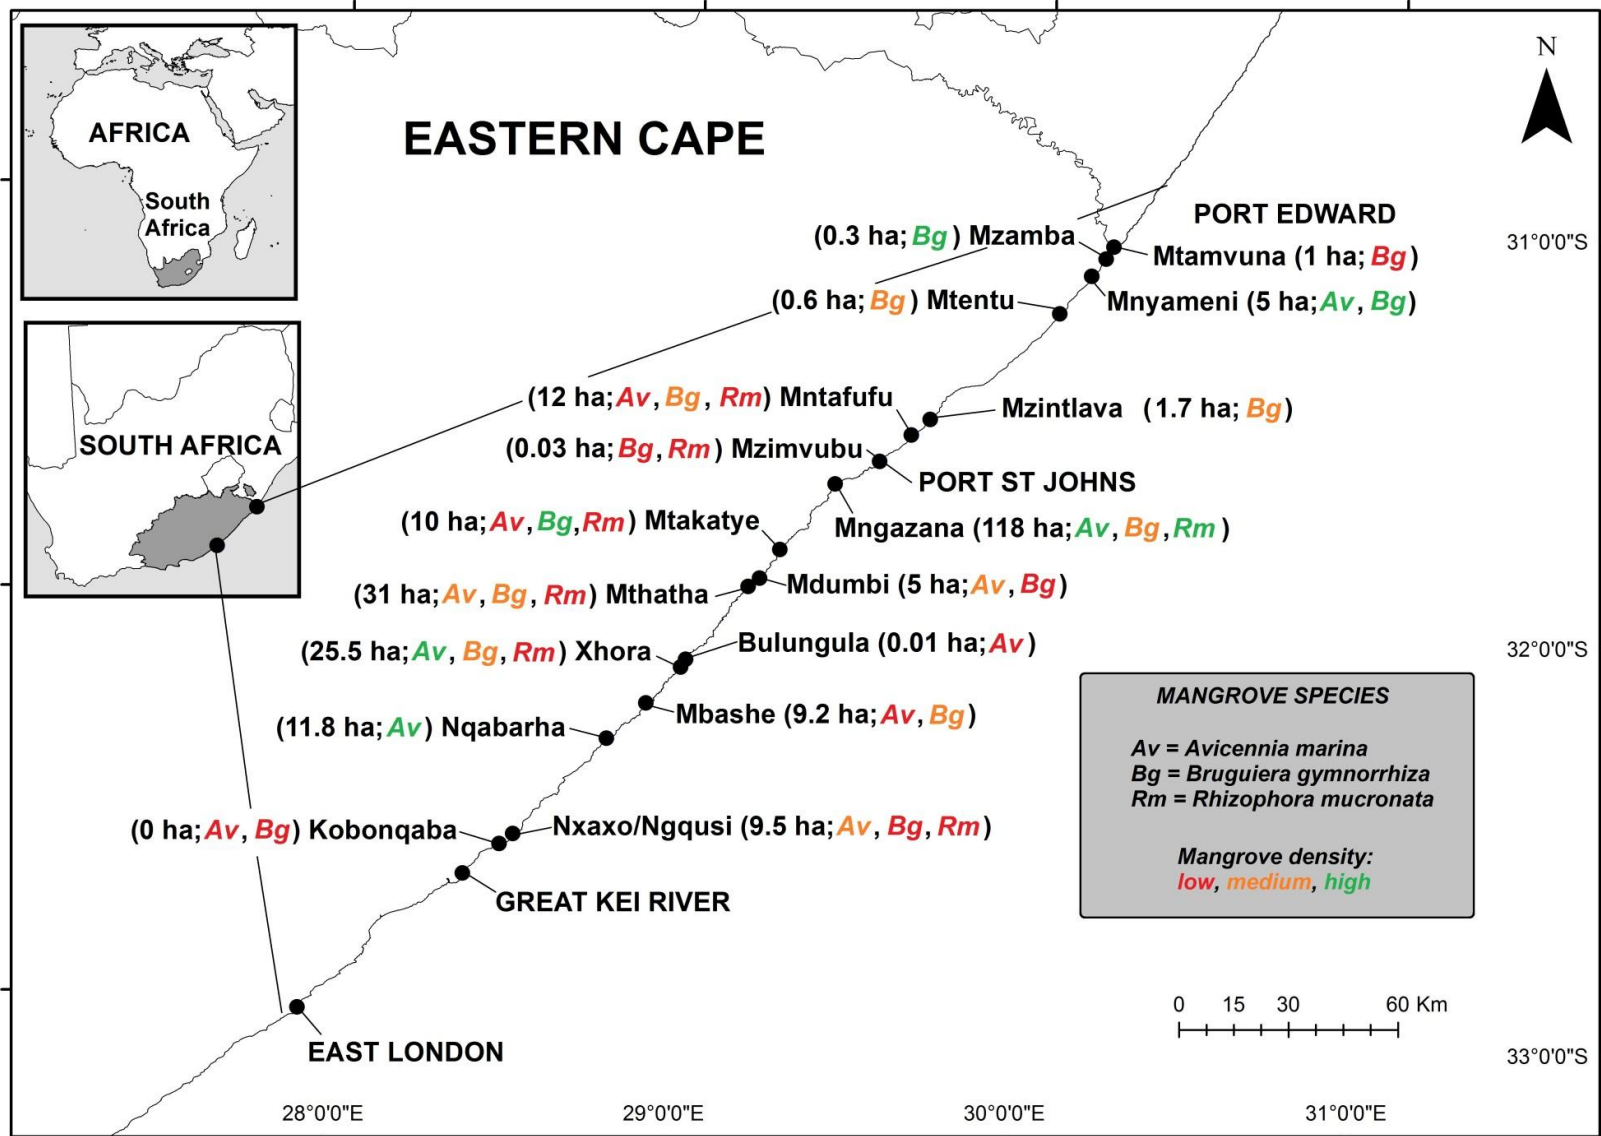 AFRICA
South
Africa
SOUTH AFRICA
EASTERN CAPE
N
PORT EDWARD
(0.3 ha; Bg) Mzamba
Mtamvuna (1 ha; Bg)
(0.6 ha; Bg) Mtentu
Mnyameni (5 ha; Av, Bg)
(12 ha; Av, Bg, Rm) Mntafufu
Mzintlava (1.7 ha; Bg)
(0.03 ha; Bg, Rm) Mzimvubu
PORT ST JOHNS
(10 ha; Av, Bg, Rm) Mtakatye
Mngazana (118 ha; Av, Bg, Rm)
(31 ha; Av, Bg, Rm) Mthatha
Mdumbi (5 ha; Av, Bg)
(25.5 ha; Av, Bg, Rm) Xhora
Bulungula (0.01 ha; Av)
Mbashe (9.2 ha; Av, Bg)
(11.8 ha; Av) Nqabarha
(0 ha; Av, Bg) Kobonqaba
Nxaxo/Ngqusi (9.5 ha; Av, Bg, Rm)
GREAT KEI RIVER
EAST LONDON
MANGROVE SPECIES
Av = Avicennia marina
Bg = Bruguiera gymnorrhiza
Rm = Rhizophora mucronata
Mangrove density:
low, medium, high
0 15 30 60 Km
31°0'0"S
32°0'0"S
33°0'0"S
28°0'0"E 29°0'0"E 30°0'0"E 31°0'0"E